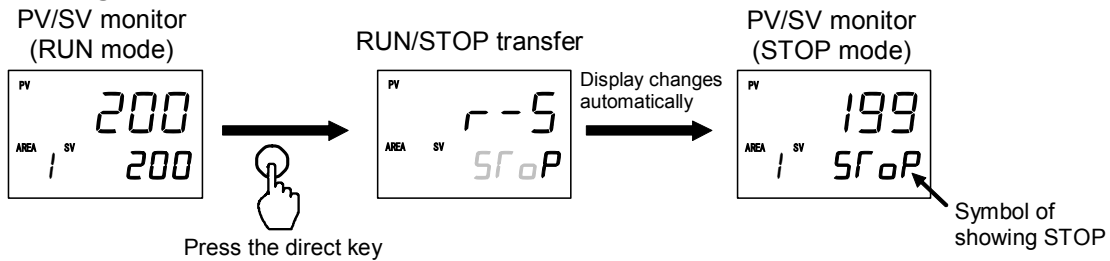 PV/SV monitor
(RUN mode)
RUN/STOP transfer
PV/SV monitor
(STOP mode)
PV
200
AREA 1 SV 200
PV
r--S
AREA SV SToP
Display changes
automatically
PV
199
AREA 1 SV SToP
Press the direct key
Symbol of
showing STOP